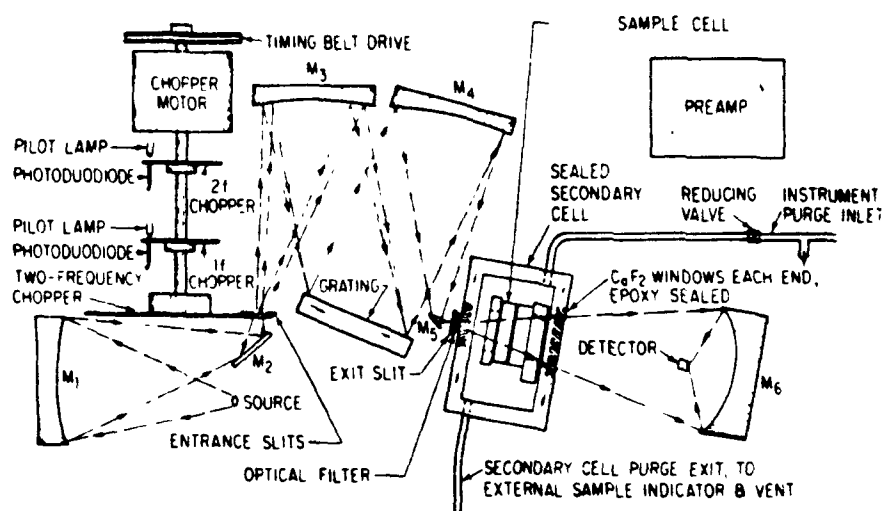 SAMPLE CELL
TIMING BELT DRIVE
CHOPPER
MOTOR
M3
M4
PREAMP
PILOT LAMP
PHOTODUODIODE
2f
CHOPPER
SEALED
SECONDARY
CELL
REDUCING
VALVE
INSTRUMENT
PURGE INLET
PILOT LAMP
PHOTODUODIODE
1f
CHOPPER
TWO-FREQUENCY
CHOPPER
GRATING
CaF2 WINDOWS EACH END,
EPOXY SEALED
M5
M1
M2
EXIT SLIT
DETECTOR
M6
SOURCE
ENTRANCE SLITS
OPTICAL FILTER
SECONDARY CELL PURGE EXIT, TO
EXTERNAL SAMPLE INDICATOR & VENT